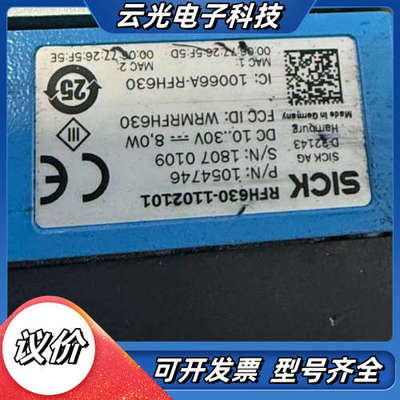 云光电子科技
RFH630-1102101
SICK
P/N: 1054746
S/N: 1807 0109
DC 10..30V 8,0W
FCC ID: WRMRFH630
IC: 10066A-RFH630
MAC 1:
00:06:77:26:5F:5D
MAC 2:
00:06:77:26:5F:5E
SICK AG
D-22143
Hamburg
Made in Germany
25
III
议价
可开发票 型号齐全